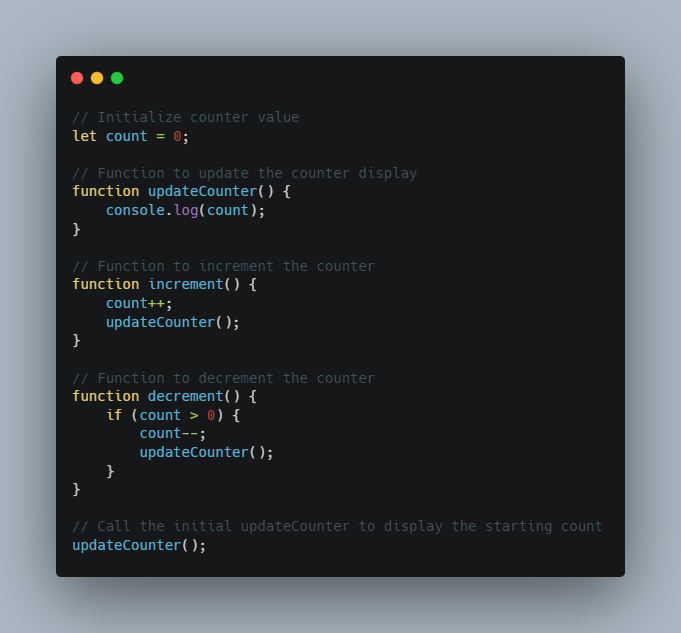 // Initialize counter value
let count = 0;

// Function to update the counter display
function updateCounter() {
    console.log(count);
}

// Function to increment the counter
function increment() {
    count++;
    updateCounter();
}

// Function to decrement the counter
function decrement() {
    if (count > 0) {
        count--;
        updateCounter();
    }
}

// Call the initial updateCounter to display the starting count
updateCounter();